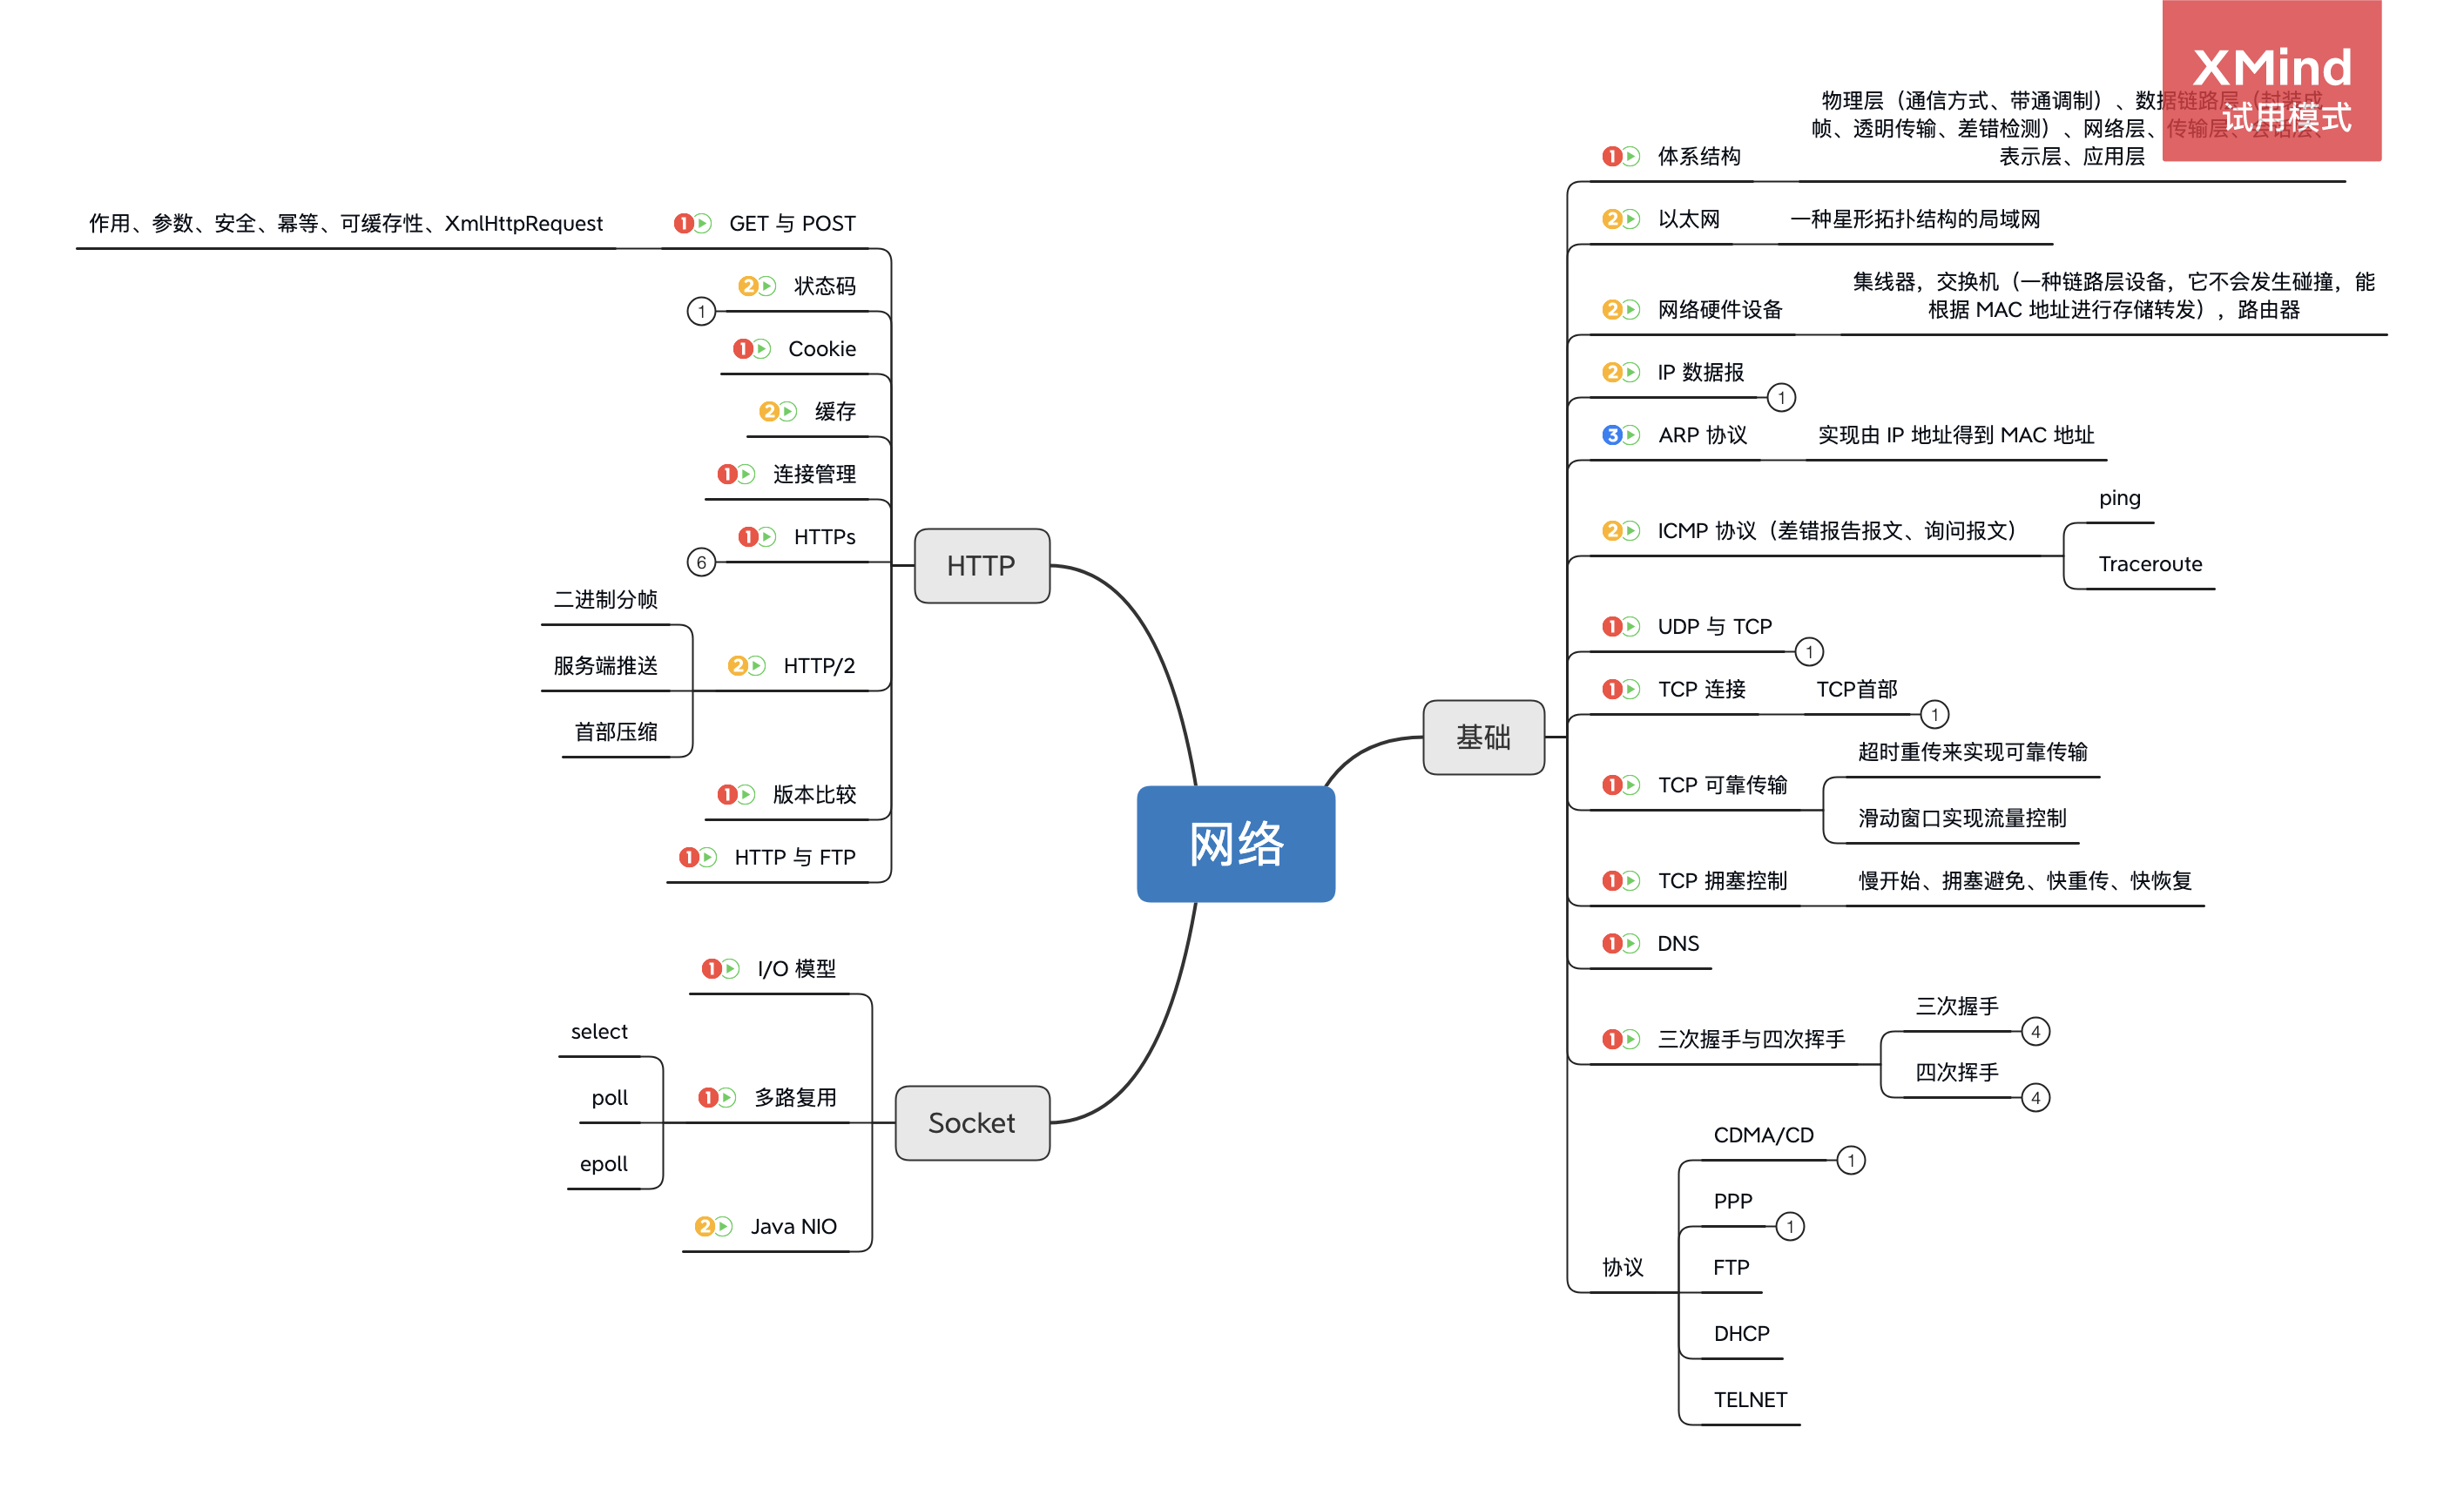 XMind
试用模式
物理层（通信方式、带通调制）、数据链路层（封装成
帧、透明传输、差错检测）、网络层、传输层、会话层、
表示层、应用层
1 体系结构
2 以太网
一种星形拓扑结构的局域网
2 网络硬件设备
集线器，交换机（一种链路层设备，它不会发生碰撞，能
根据 MAC 地址进行存储转发），路由器
2 IP 数据报
1
3 ARP 协议
实现由 IP 地址得到 MAC 地址
2 ICMP 协议（差错报告报文、询问报文）
ping
Traceroute
1 UDP 与 TCP
1
1 TCP 连接
TCP首部
1
1 TCP 可靠传输
超时重传来实现可靠传输
滑动窗口实现流量控制
1 TCP 拥塞控制
慢开始、拥塞避免、快重传、快恢复
1 DNS
1 三次握手与四次挥手
三次握手
4
四次挥手
4
协议
CDMA/CD
1
PPP
1
FTP
DHCP
TELNET
基础
网络
HTTP
作用、参数、安全、幂等、可缓存性、XmlHttpRequest
1 GET 与 POST
2 状态码
1
1 Cookie
2 缓存
1 连接管理
1 HTTPs
6
二进制分帧
服务端推送
首部压缩
2 HTTP/2
1 版本比较
1 HTTP 与 FTP
Socket
1 I/O 模型
select
poll
epoll
1 多路复用
2 Java NIO